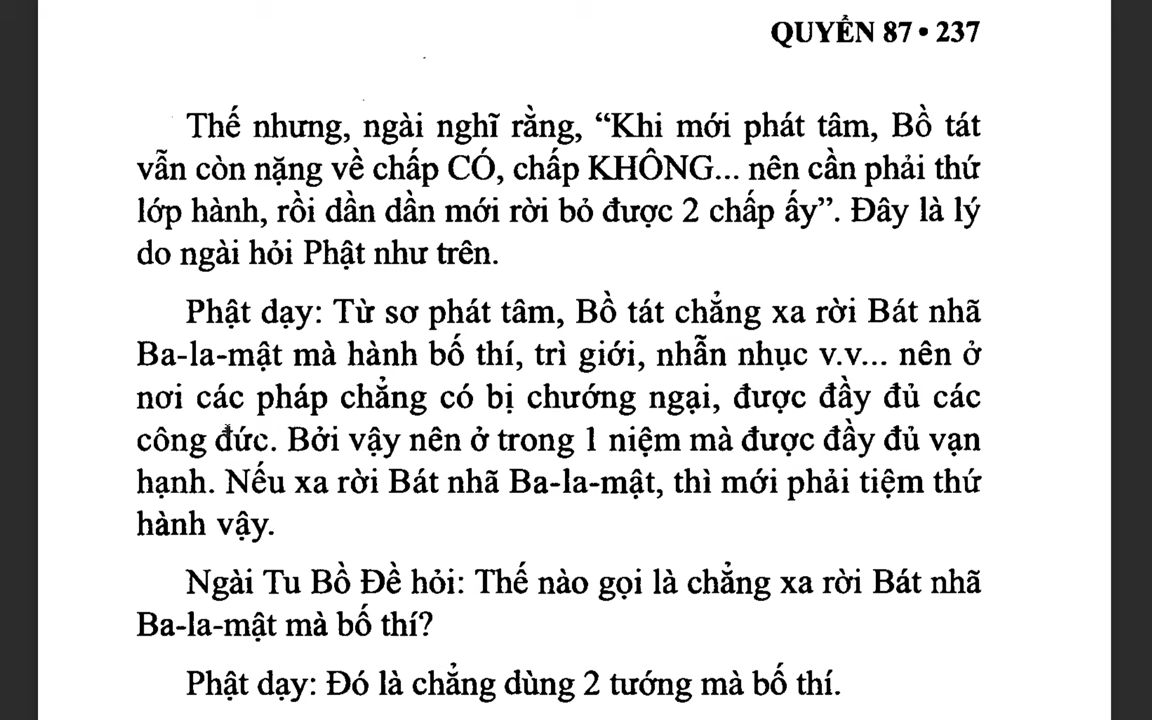 QUYỂN 87 • 237
Thế nhưng, ngài nghĩ rằng, “Khi mới phát tâm, Bồ tát
vẫn còn nặng về chấp CÓ, chấp KHÔNG... nên cần phải thứ
lớp hành, rồi dần dần mới rời bỏ được 2 chấp ấy”. Đây là lý
do ngài hỏi Phật như trên.
Phật dạy: Từ sơ phát tâm, Bồ tát chẳng xa rời Bát nhã
Ba-la-mật mà hành bố thí, trì giới, nhẫn nhục v.v... nên ở
nơi các pháp chẳng có bị chướng ngại, được đầy đủ các
công đức. Bởi vậy nên ở trong 1 niệm mà được đầy đủ vạn
hạnh. Nếu xa rời Bát nhã Ba-la-mật, thì mới phải tiệm thứ
hành vậy.
Ngài Tu Bồ Đề hỏi: Thế nào gọi là chẳng xa rời Bát nhã
Ba-la-mật mà bố thí?
Phật dạy: Đó là chẳng dùng 2 tướng mà bố thí.